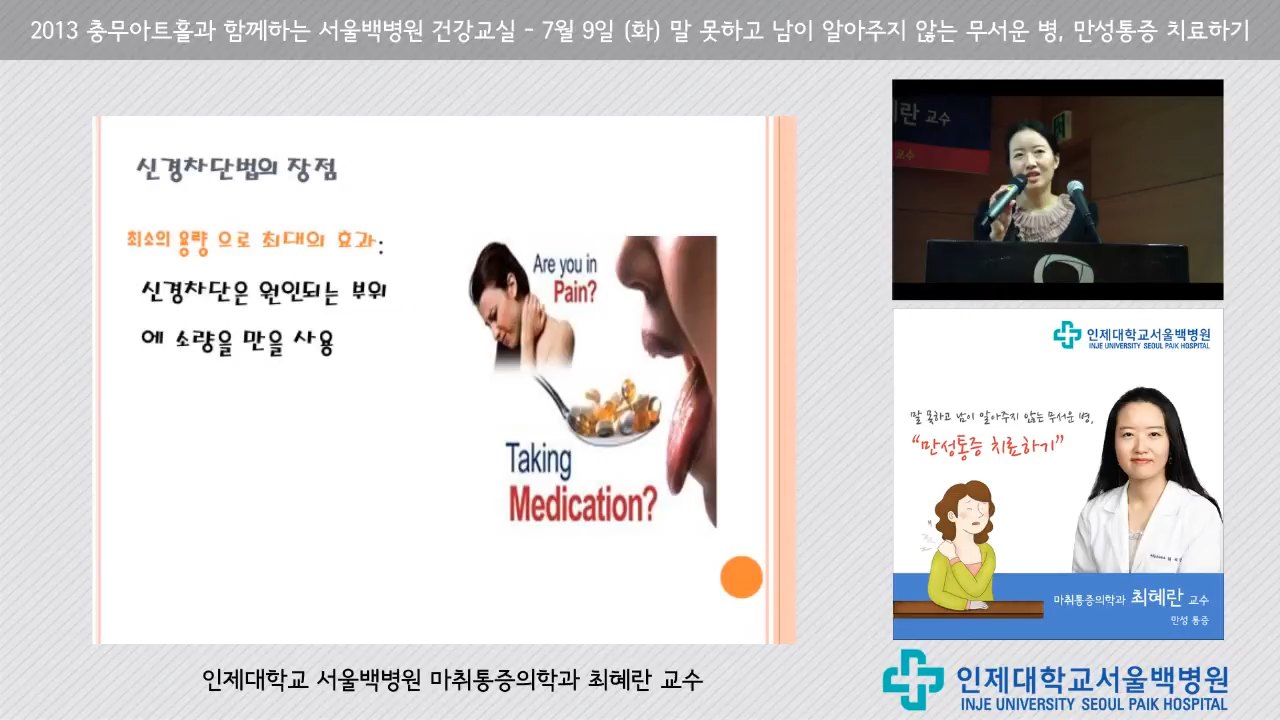 2013 충무아트홀과 함께하는 서울백병원 건강교실 - 7월 9일 (화) 말 못하고 남이 알아주지 않는 무서운 병, 만성통증 치료하기
신경차단법의 장점
최소의 용량 으로 최대의 효과:
신경차단은 원인되는 부위
에 소량을 만을 사용
Are you in
Pain?
Taking
Medication?
란 교수
교수
인제대학교서울백병원
INJE UNIVERSITY SEOUL PAIK HOSPITAL
말 못하고 남이 알아주지 않는 무서운 병,
“만성통증 치료하기”
마취통증의학과 최혜란 교수
만성 통증
인제대학교 서울백병원 마취통증의학과 최혜란 교수
인제대학교서울백병원
INJE UNIVERSITY SEOUL PAIK HOSPITAL